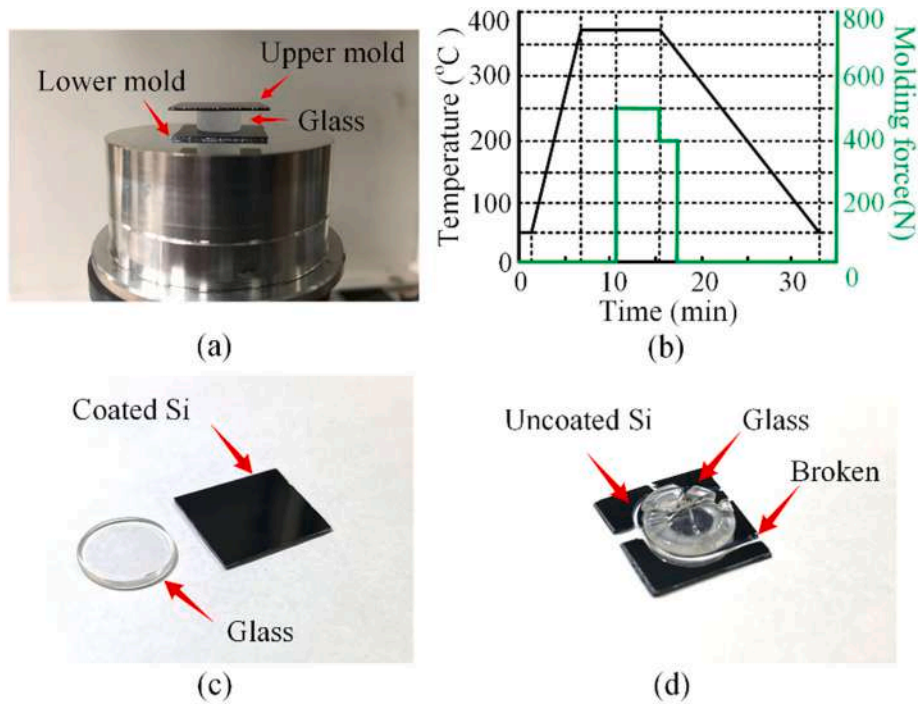 Upper mold
Lower mold
Glass
(a)
400
300
200
100
0
Temperature (°C)
800
600
400
200
0
Molding force(N)
0
10
20
30
Time (min)
(b)
Coated Si
Glass
(c)
Uncoated Si
Glass
Broken
(d)